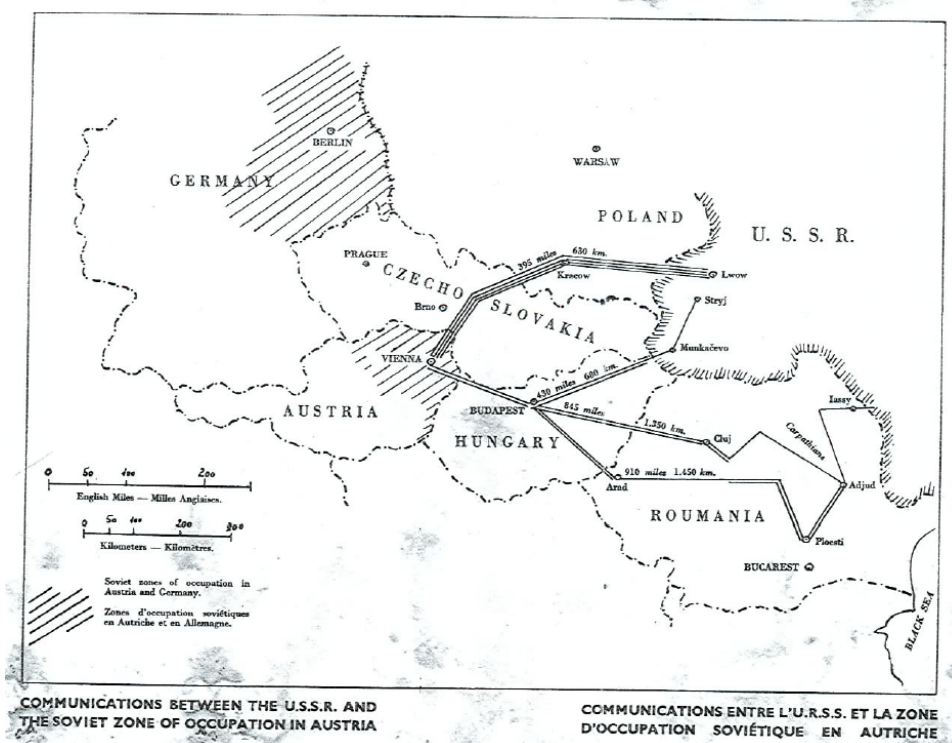 BERLIN
WARSAW
GERMANY
POLAND
U. S. S. R.
PRAGUE
395 miles 630 km.
CZECHO
SLOVAKIA
Kracow
Lwow
Brno
Stryj
VIENNA
Munkačevo
430 miles 680 km.
AUSTRIA
BUDAPEST
845 miles
1.350 km.
Iassy
HUNGARY
Cluj
Carpathians
910 miles 1.450 km.
Arad
Adjud
0 50 100 200
English Miles — Milles Anglaises.
ROUMANIA
0 50 100 200 300
Kilometers — Kilomètres.
Ploesti
BUCAREST
Soviet zones of occupation in
Austria and Germany.
Zones d'occupation soviétiques
en Autriche et en Allemagne.
BLACK SEA
COMMUNICATIONS BETWEEN THE U.S.S.R. AND
THE SOVIET ZONE OF OCCUPATION IN AUSTRIA
COMMUNICATIONS ENTRE L'U.R.S.S. ET LA ZONE
D'OCCUPATION SOVIÉTIQUE EN AUTRICHE